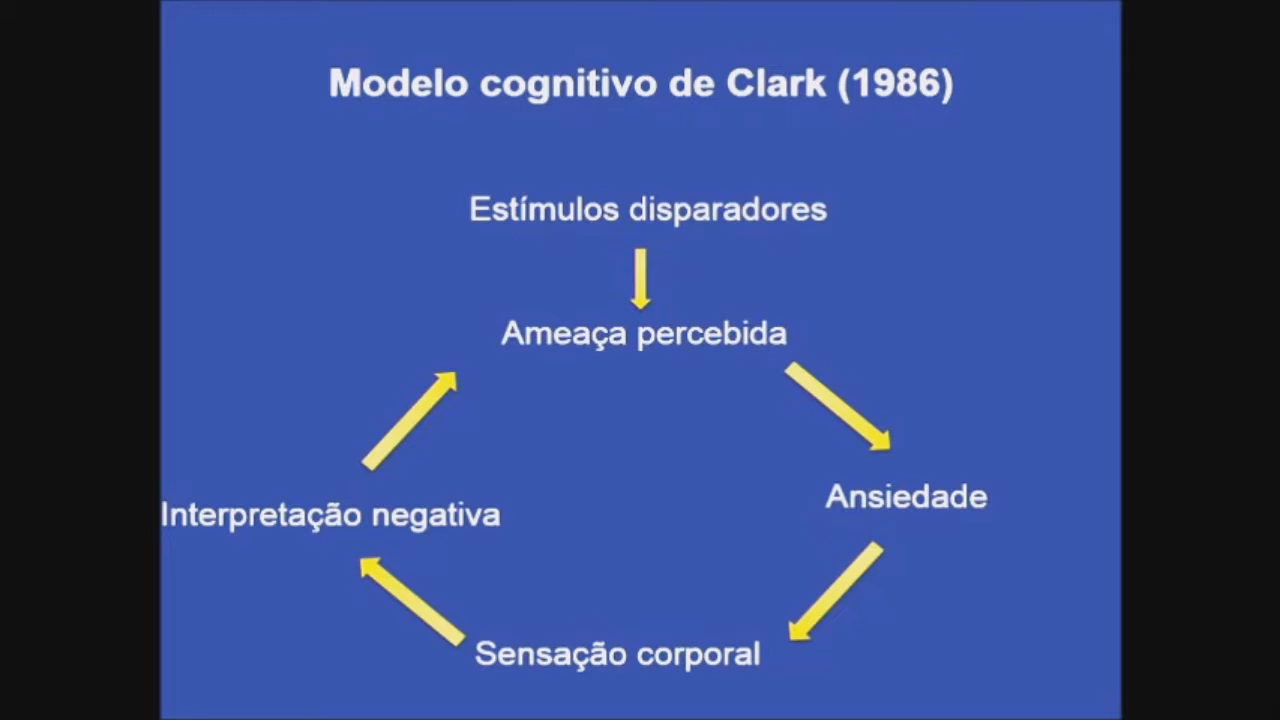 Modelo cognitivo de Clark (1986)
Estímulos disparadores
Ameaça percebida
Ansiedade
Interpretação negativa
Sensação corporal